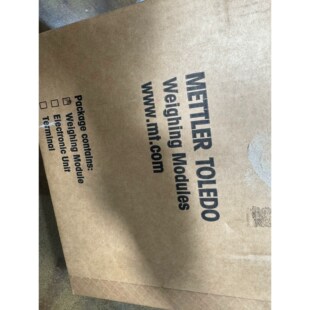 METTLER TOLEDO
Weighing Modules
www.mt.com
Package contains:
Weighing Module
Electronic Unit
Terminal